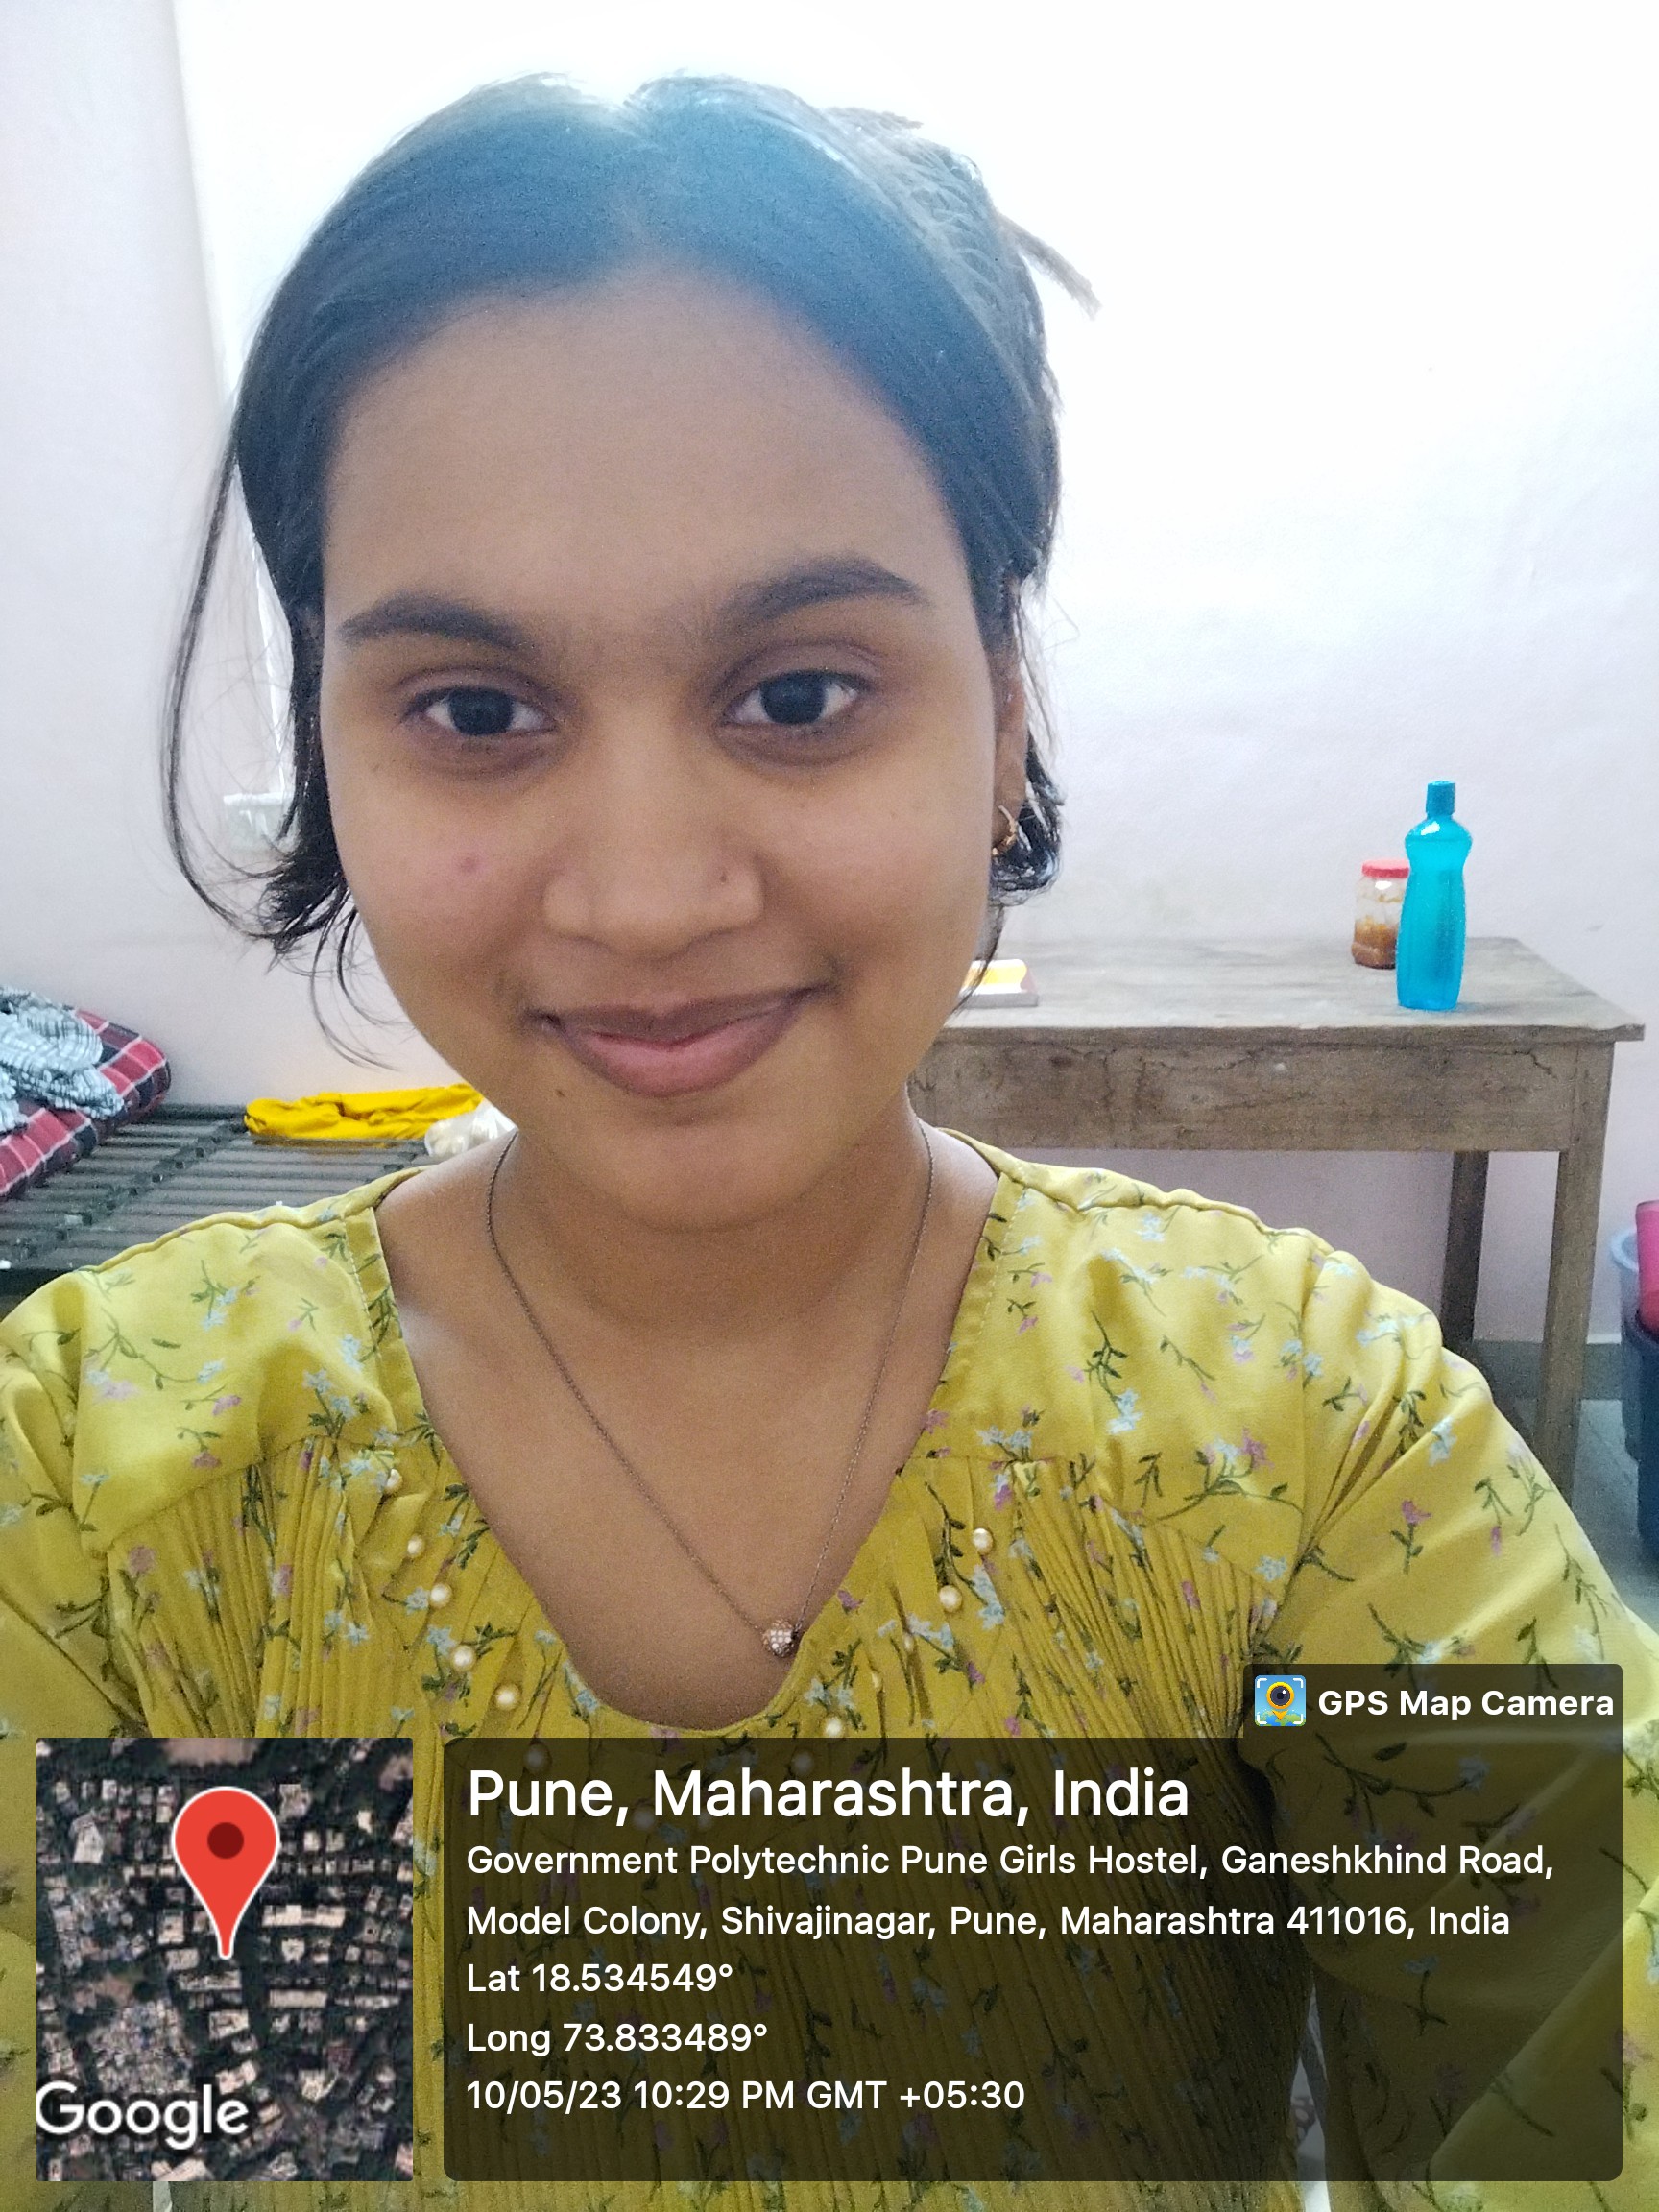 GPS Map Camera
Pune, Maharashtra, India
Government Polytechnic Pune Girls Hostel, Ganeshkhind Road,
Model Colony, Shivajinagar, Pune, Maharashtra 411016, India
Lat 18.534549°
Long 73.833489°
10/05/23 10:29 PM GMT +05:30
Google